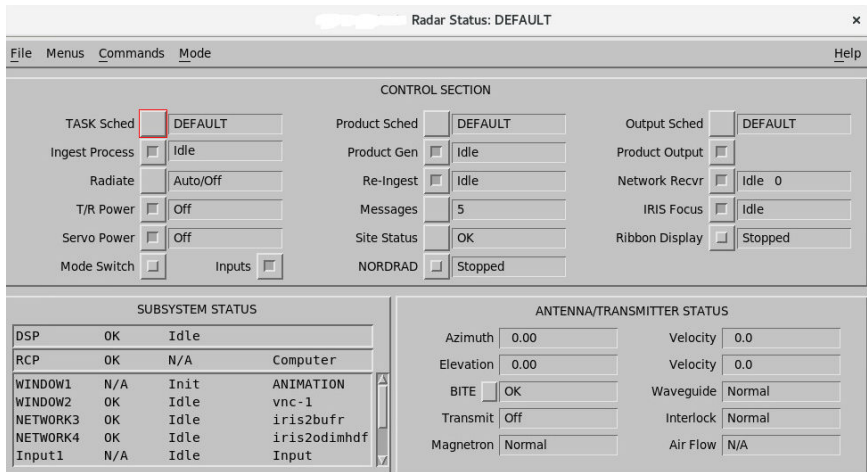 Radar Status: DEFAULT ×
File Menus Commands Mode Help
CONTROL SECTION
TASK Sched DEFAULT Product Sched DEFAULT Output Sched DEFAULT
Ingest Process Idle Product Gen Idle Product Output
Radiate Auto/Off Re-Ingest Idle Network Recvr Idle 0
T/R Power Off Messages 5 IRIS Focus Idle
Servo Power Off Site Status OK Ribbon Display Stopped
Mode Switch Inputs NORDRAD Stopped
SUBSYSTEM STATUS
DSP OK Idle
RCP OK N/A Computer
WINDOW1 N/A Init ANIMATION
WINDOW2 OK Idle vnc-1
NETWORK3 OK Idle iris2bufr
NETWORK4 OK Idle iris2odimhdf
Input1 N/A Idle Input
ANTENNA/TRANSMITTER STATUS
Azimuth 0.00 Velocity 0.0
Elevation 0.00 Velocity 0.0
BITE OK Waveguide Normal
Transmit Off Interlock Normal
Magnetron Normal Air Flow N/A